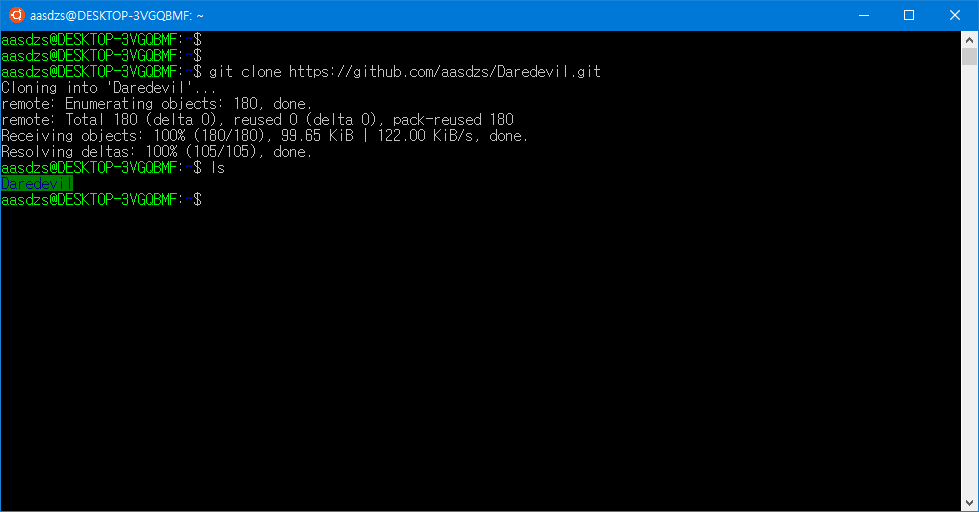 aasdzs@DESKTOP-3VGQBMF: ~
aasdzs@DESKTOP-3VGQBMF:~$
aasdzs@DESKTOP-3VGQBMF:~$
aasdzs@DESKTOP-3VGQBMF:~$ git clone https://github.com/aasdzs/Daredevil.git
Cloning into 'Daredevil'...
remote: Enumerating objects: 180, done.
remote: Total 180 (delta 0), reused 0 (delta 0), pack-reused 180
Receiving objects: 100% (180/180), 99.65 KiB | 122.00 KiB/s, done.
Resolving deltas: 100% (105/105), done.
aasdzs@DESKTOP-3VGQBMF:~$ ls
Daredevil
aasdzs@DESKTOP-3VGQBMF:~$